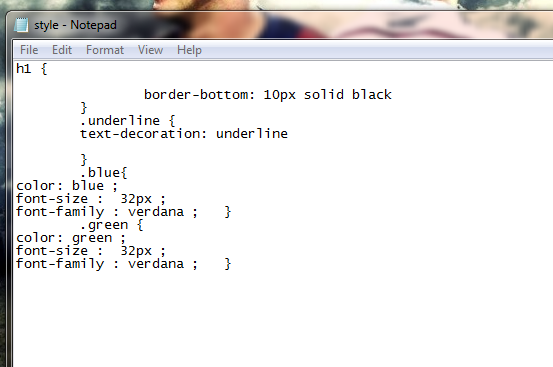 style - Notepad
File Edit Format View Help
h1 {
border-bottom: 10px solid black
}
.underline {
text-decoration: underline
}
.blue{
color: blue ;
font-size :  32px ;
font-family : verdana ;   }
.green {
color: green ;
font-size :  32px ;
font-family : verdana ;   }